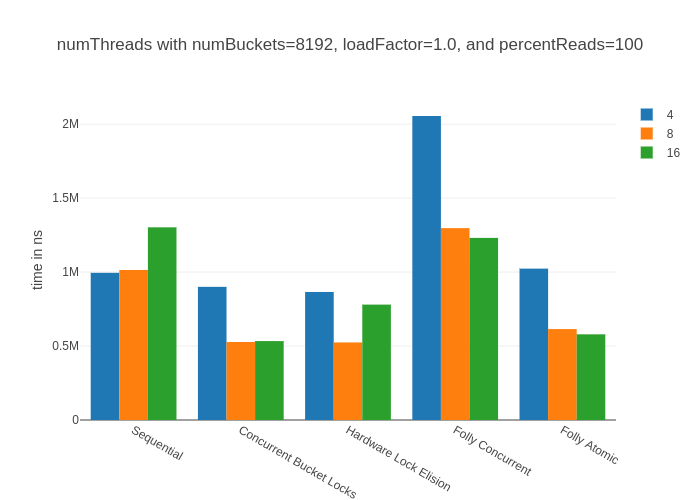 numThreads with numBuckets=8192, loadFactor=1.0, and percentReads=100
4
8
16
2M
1.5M
1M
0.5M
0
time in ns
Sequential
Concurrent Bucket Locks
Hardware Lock Elision
Folly Concurrent
Folly Atomic